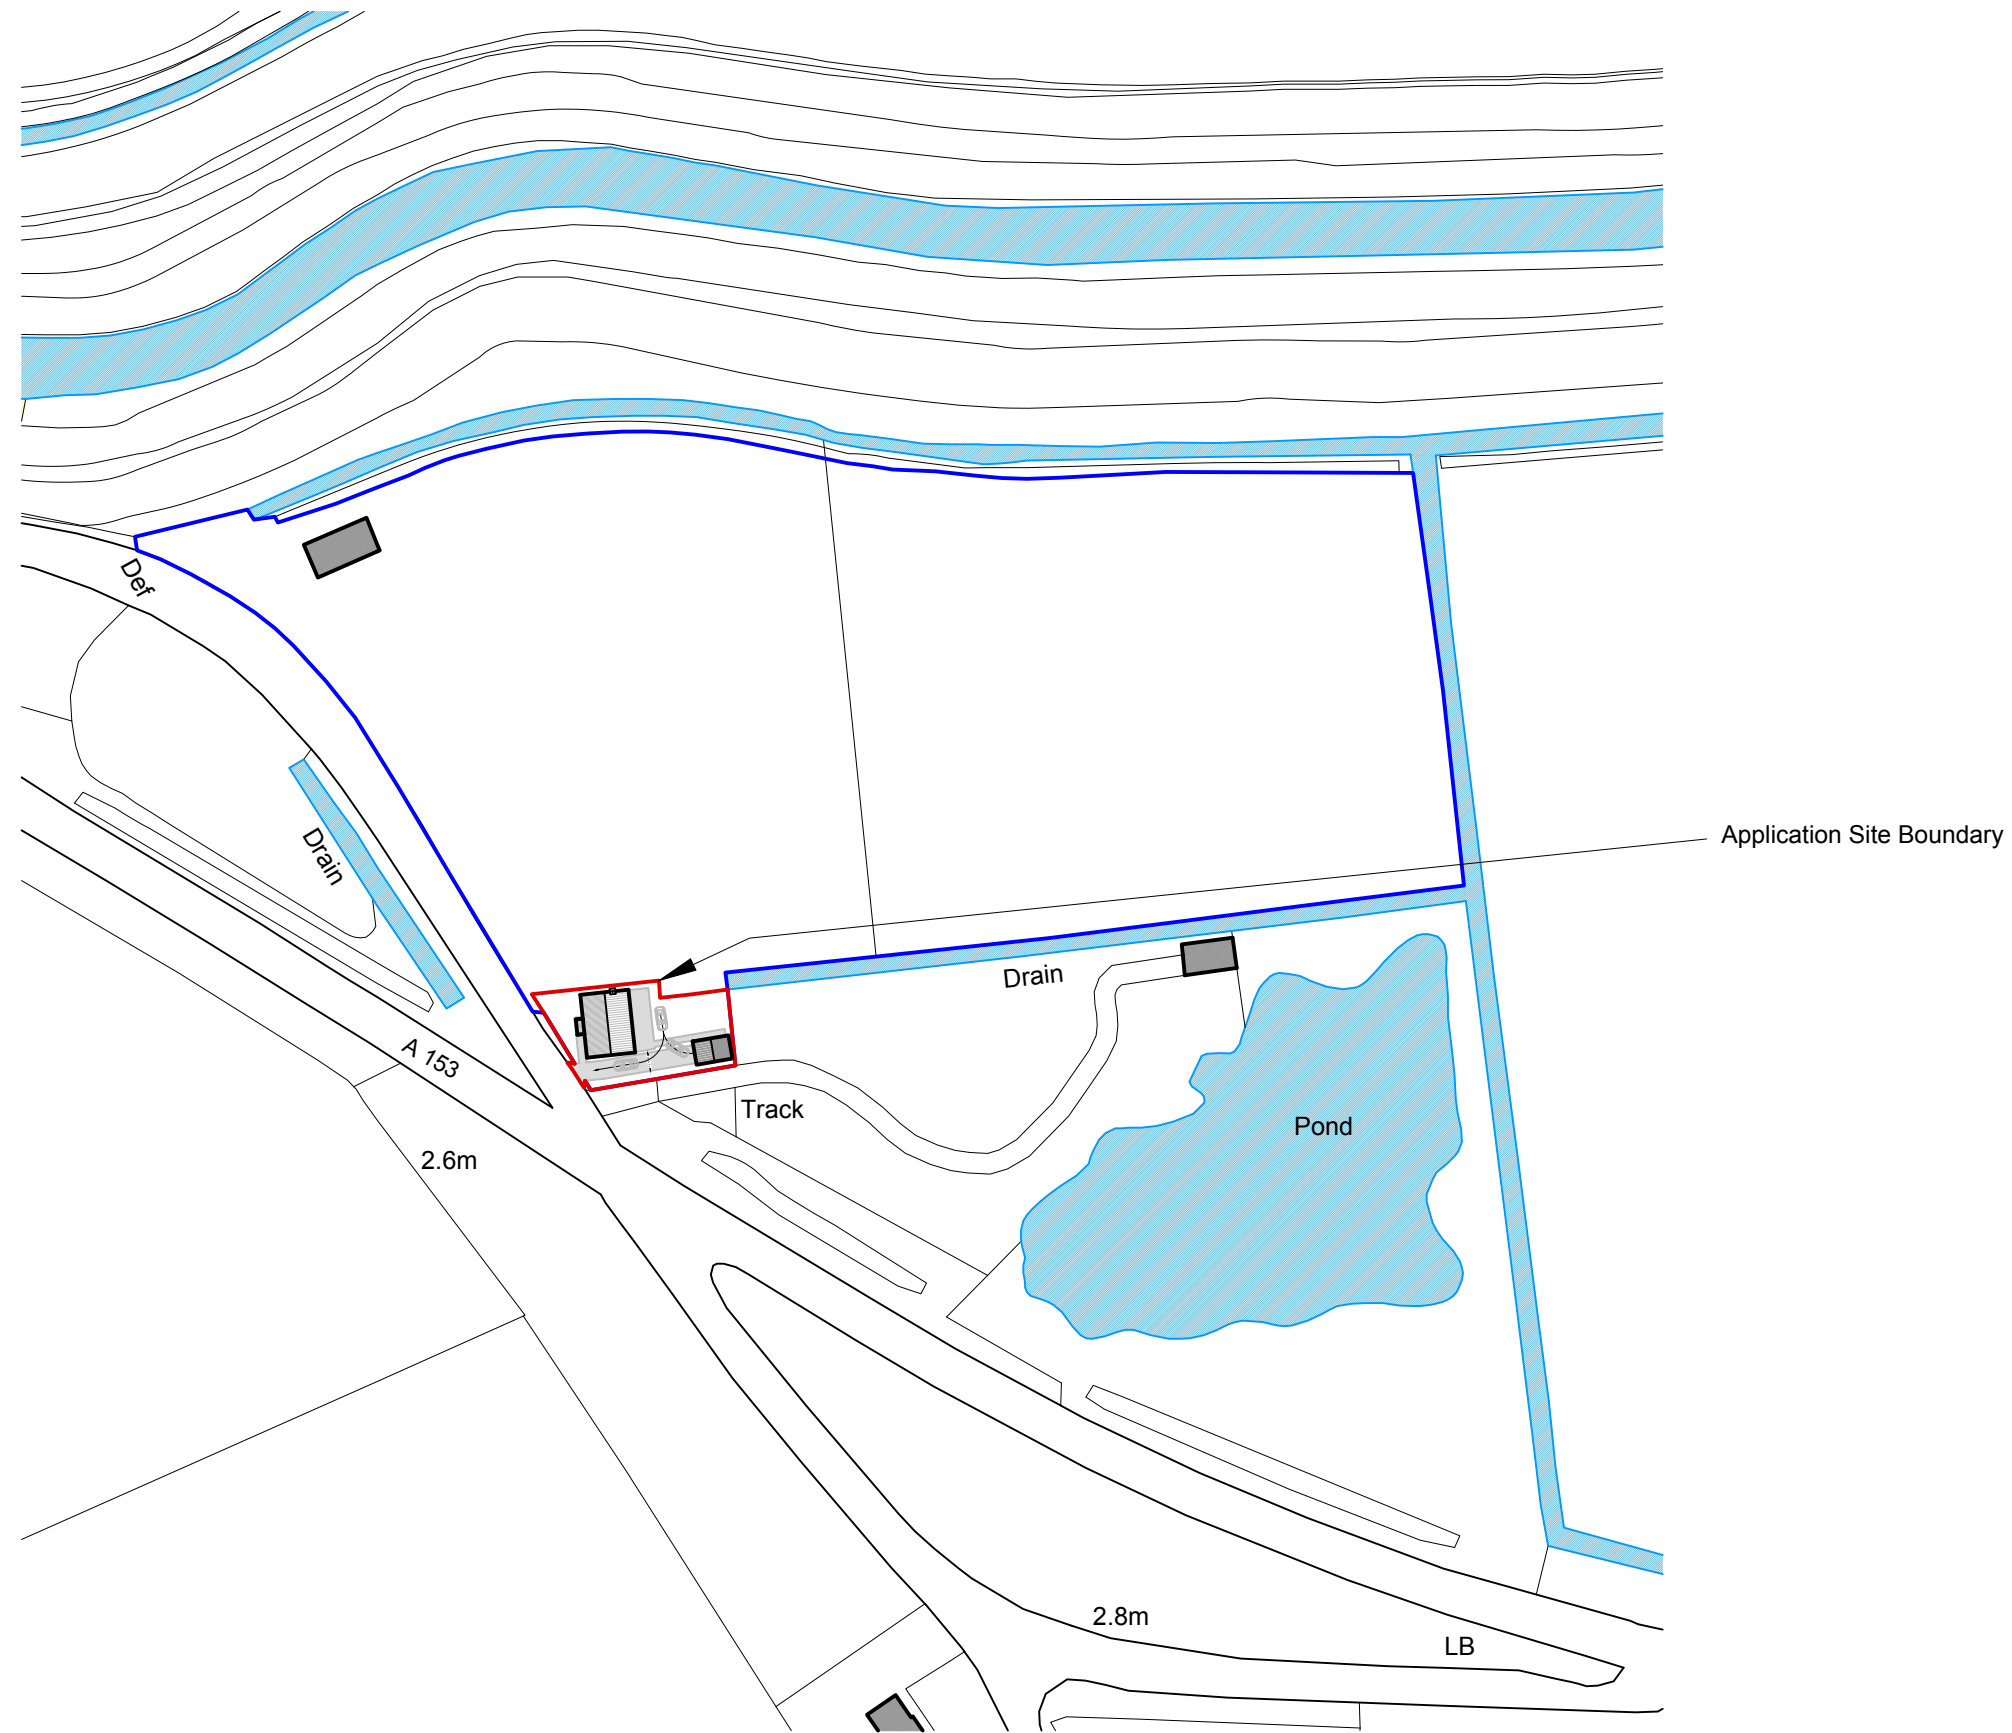 Def
Application Site Boundary
Drain
Drain
A 153
Track
Pond
2.6m
2.8m
LB